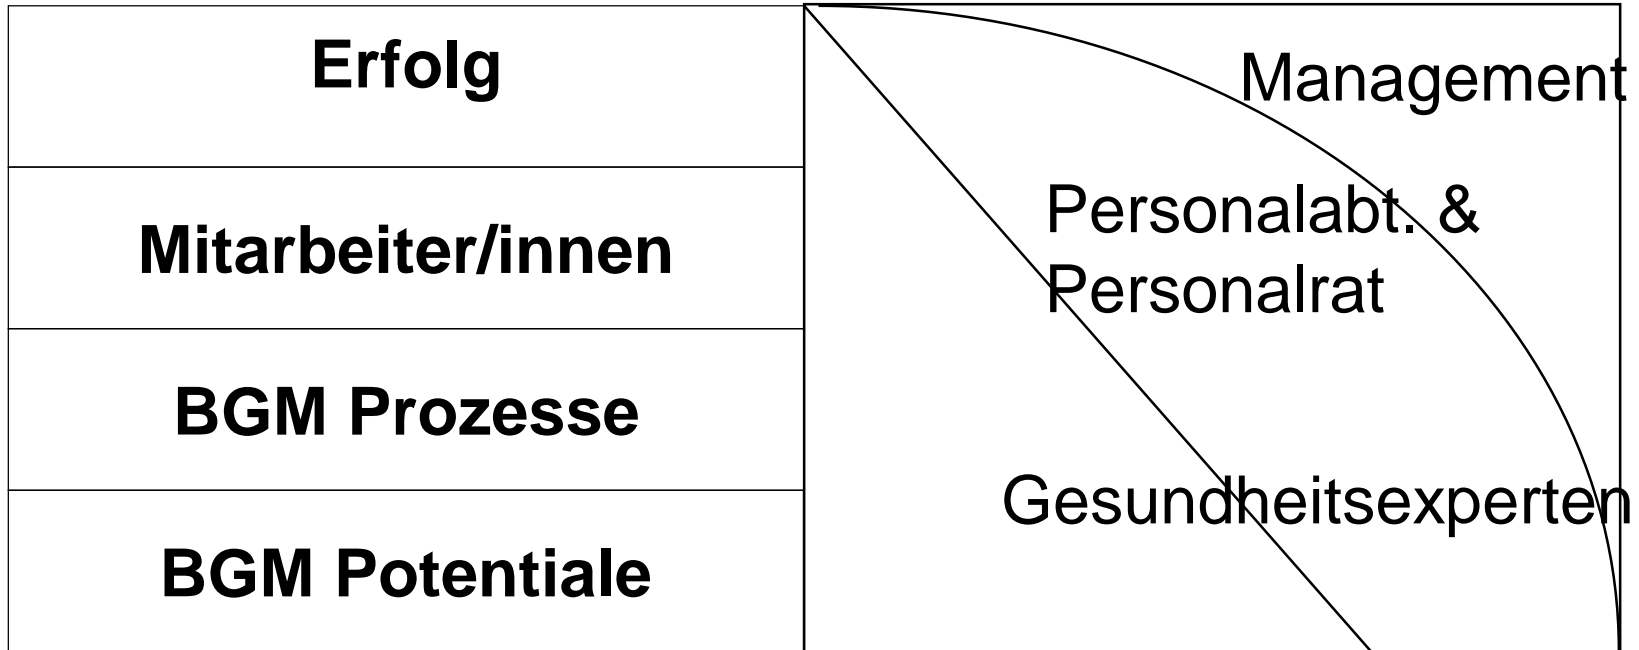 Erfolg
Management
Mitarbeiter/innen
Personalabt. &
Personalrat
BGM Prozesse
Gesundheitsexperten
BGM Potentiale